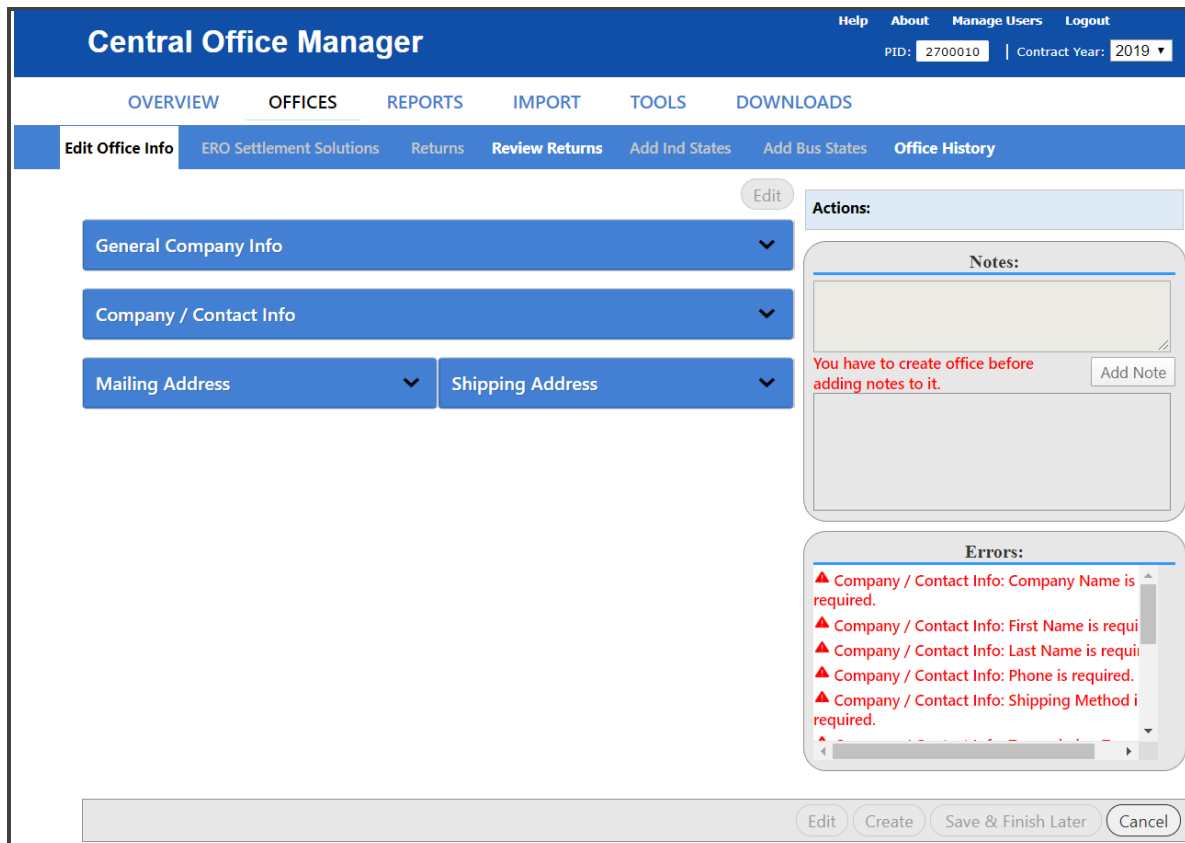 Help About Manage Users Logout
Central Office Manager
PID: 2700010 | Contract Year: 2019
OVERVIEW OFFICES REPORTS IMPORT TOOLS DOWNLOADS
Edit Office Info ERO Settlement Solutions Returns Review Returns Add Ind States Add Bus States Office History
Edit
General Company Info
Company / Contact Info
Mailing Address Shipping Address
Actions:
Notes:
You have to create office before
adding notes to it.
Add Note
Errors:
Company / Contact Info: Company Name is
required.
Company / Contact Info: First Name is requi
Company / Contact Info: Last Name is requi
Company / Contact Info: Phone is required.
Company / Contact Info: Shipping Method i
required.
Edit Create Save & Finish Later Cancel